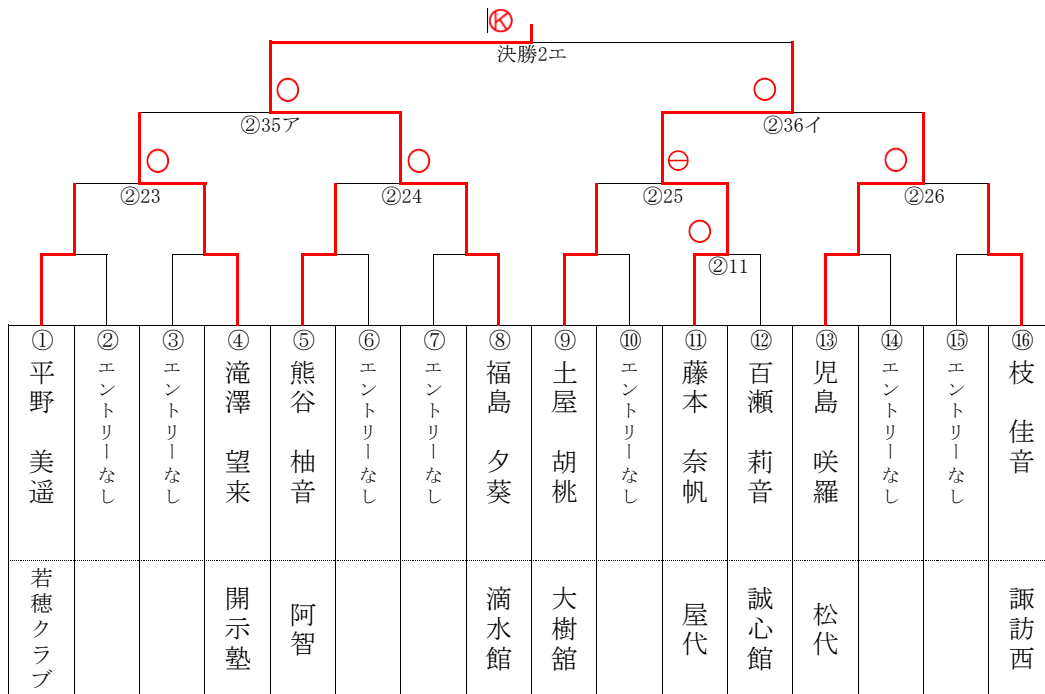 Ⓚ
決勝2エ
②35ア
②36イ
②23
②24
②25
②26
②11
①
②
③
④
⑤
⑥
⑦
⑧
⑨
⑩
⑪
⑫
⑬
⑭
⑮
⑯
平野 美遥
エントリーなし
エントリーなし
滝澤 望来
熊谷 柚音
エントリーなし
エントリーなし
福島 夕葵
土屋 胡桃
エントリーなし
藤本 奈帆
百瀬 莉音
児島 咲羅
エントリーなし
エントリーなし
枝 佳音
若穂クラブ
開示塾
阿智
滴水館
大樹舘
屋代
誠心館
松代
諏訪西